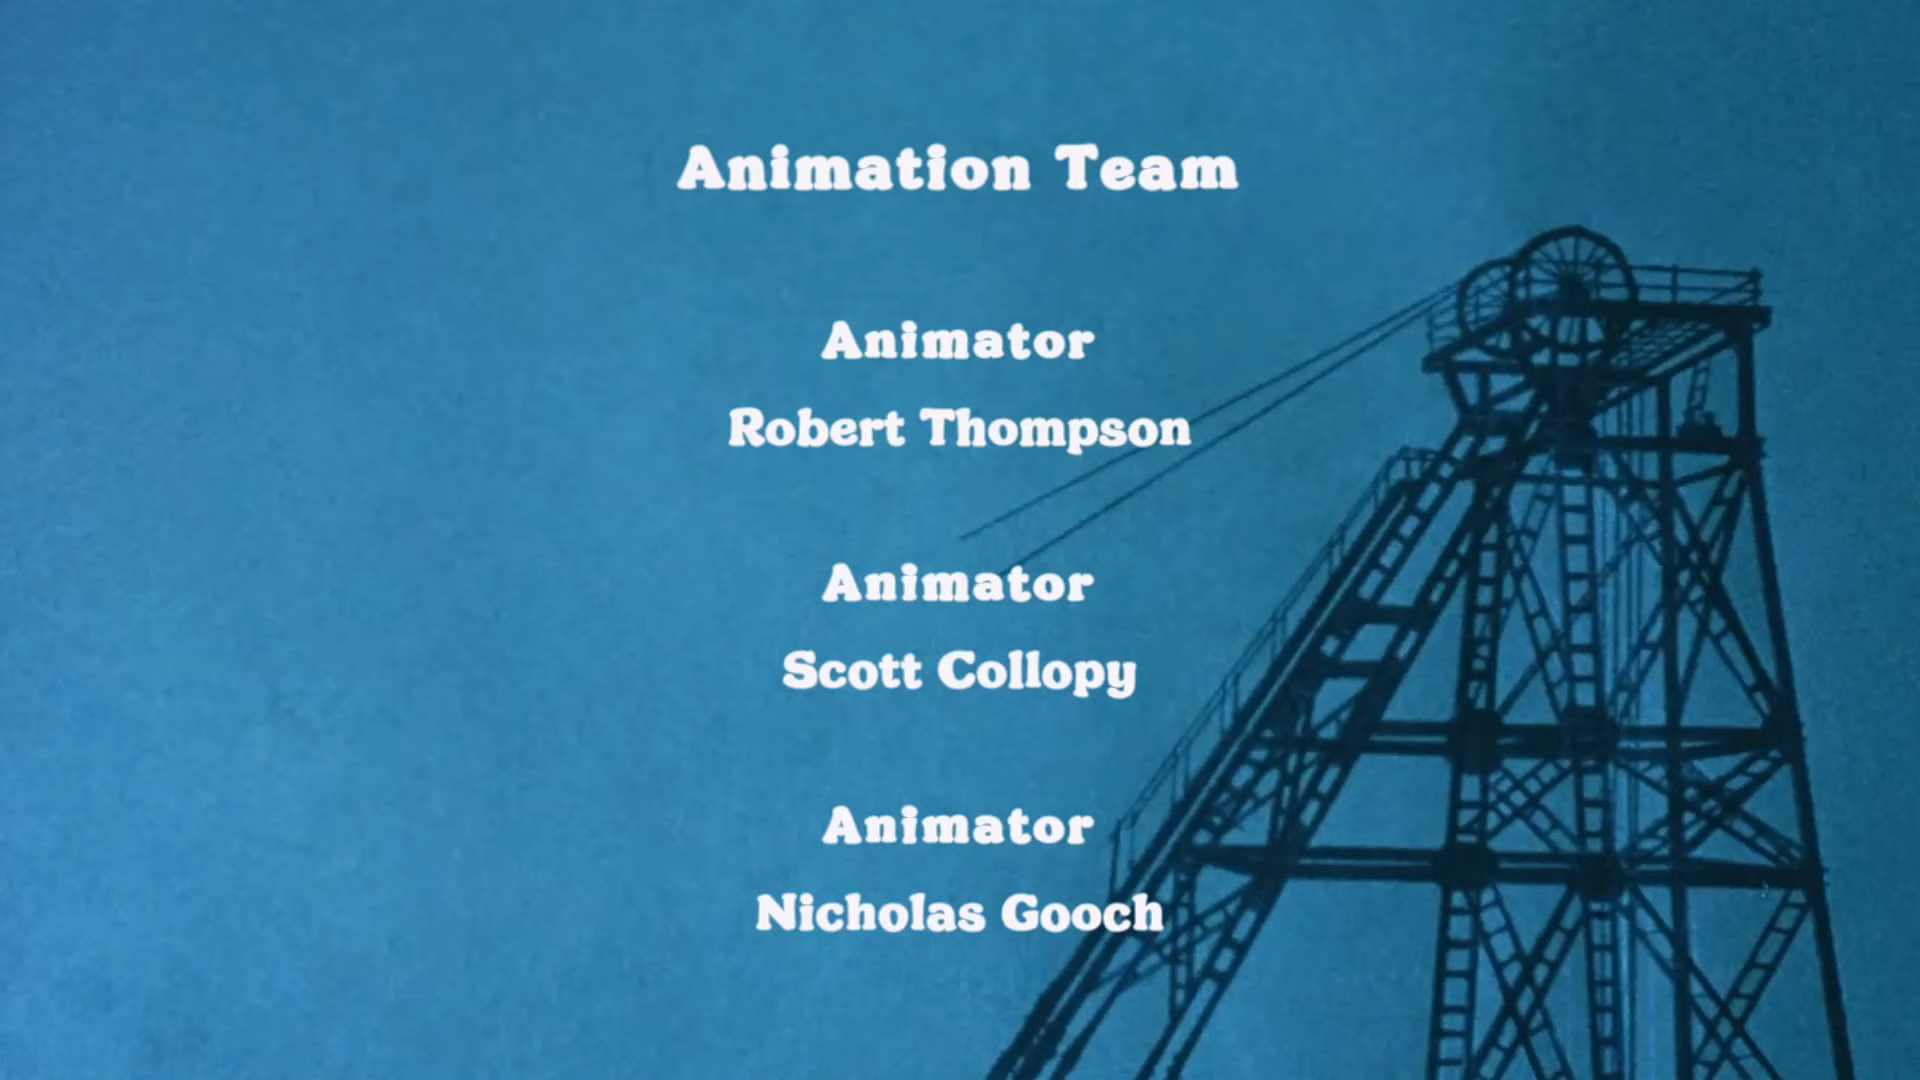 Animation Team
Animator
Robert Thompson
Animator
Scott Collopy
Animator
Nicholas Gooch